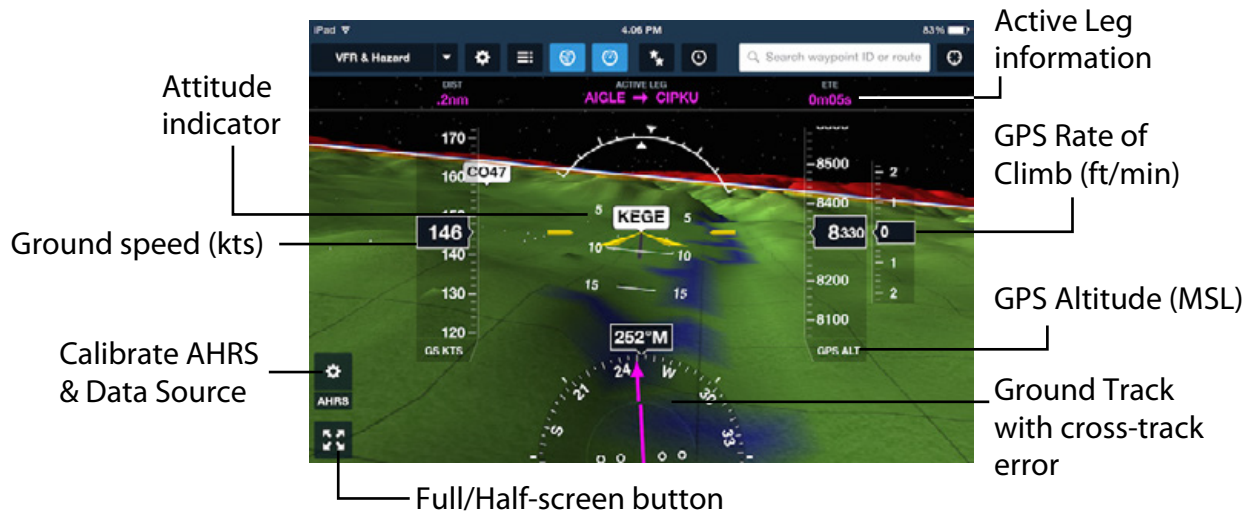 iPad
4:06 PM
83%
VFR & Hazard
Search waypoint ID or route
Active Leg
information
DIST
ACTIVE LEG
ETE
.2nm
AIGLE → CIPKU
0m05s
Attitude
indicator
GPS Rate of
Climb (ft/min)
170
8500
2
CO47
160
8400
1
5
KEGE
5
Ground speed (kts)
146
8330
0
140
10
10
1
15
15
8200
2
130
GPS Altitude (MSL)
8100
120
252°M
GS KTS
GPS ALT
Calibrate AHRS
& Data Source
24
W
21
30
AHRS
S
33
Ground Track
with cross-track
error
Full/Half-screen button